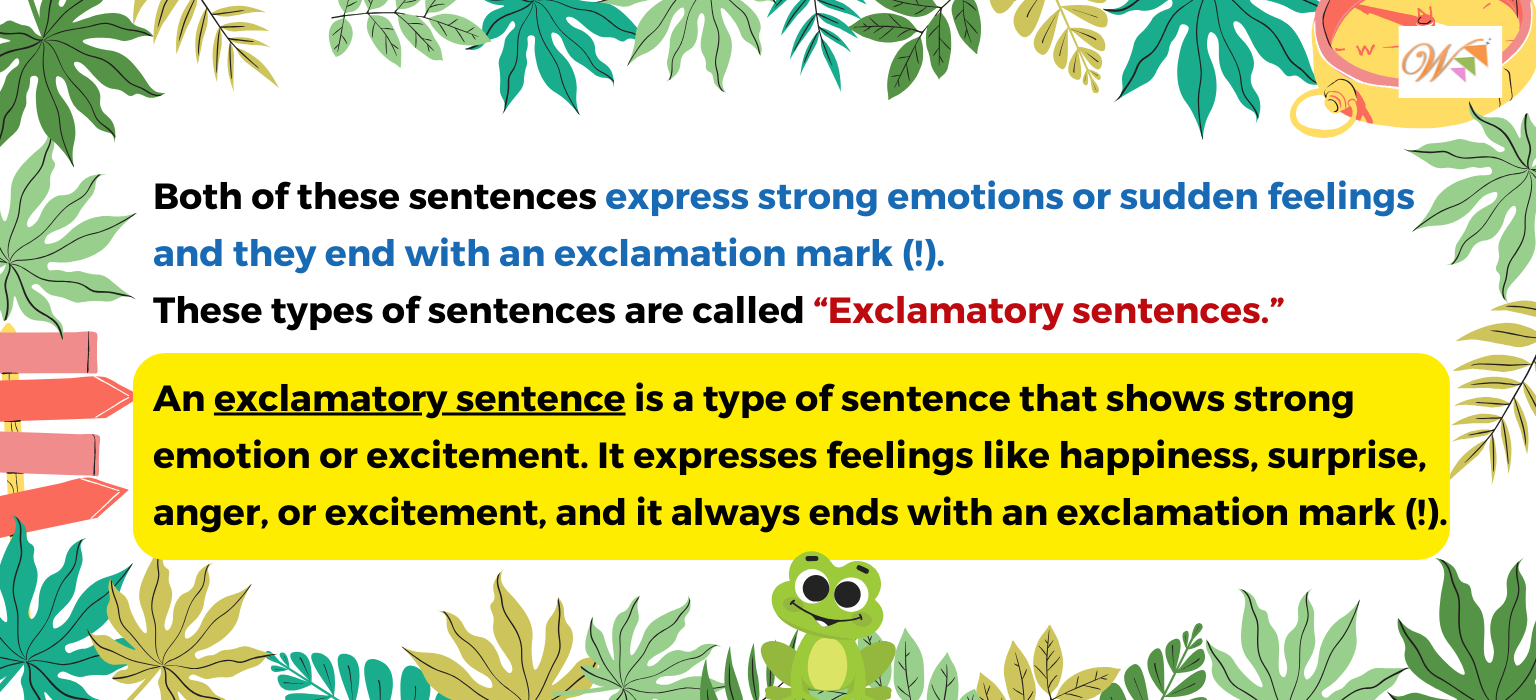 W
W
Both of these sentences express strong emotions or sudden feelings
and they end with an exclamation mark (!).
These types of sentences are called “Exclamatory sentences.”
An exclamatory sentence is a type of sentence that shows strong
emotion or excitement. It expresses feelings like happiness, surprise,
anger, or excitement, and it always ends with an exclamation mark (!).